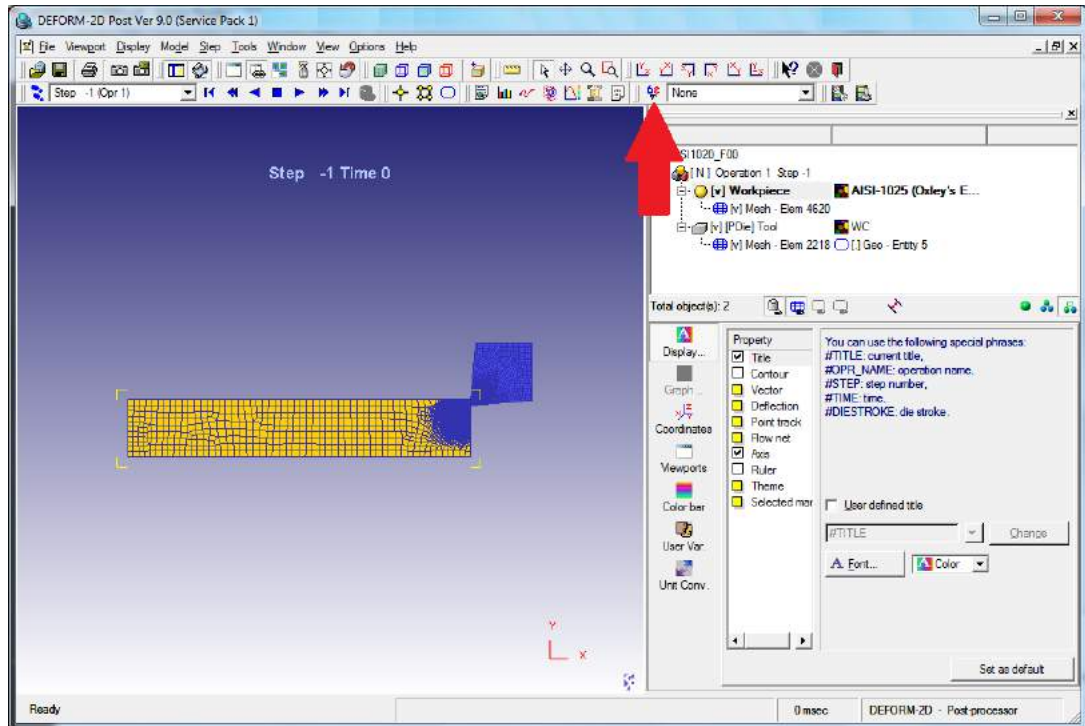 DEFORM-2D Post Ver 9.0 (Service Pack 1)
File Viewport Display Model Step Tools Window View Options Help
Step -1 (Opr 1)
None
Step -1 Time 0
SI1020_F00
[N] Operation 1 Step -1
[v] Workpiece AISI-1025 (Oxley's E...
[v] Mesh - Elem 4620
[v] [PDie] Tool WC
[v] Mesh - Elem 2218 [.] Geo - Entity 5
Total object(s): 2
Display...
Graph ...
Coordinates
Viewports
Color bar
User Var.
Unit Conv.
Property
Title
Contour
Vector
Deflection
Point track
Flow net
Axis
Ruler
Theme
Selected mar
You can use the following special phrases:
#TITLE: current title,
#OPR_NAME: operation name,
#STEP: step number,
#TIME: time,
#DIESTROKE: die stroke.
User defined title
#TITLE Change
A Font... Color
Y
X
Set as default
Ready 0 msec DEFORM-2D - Post-processor